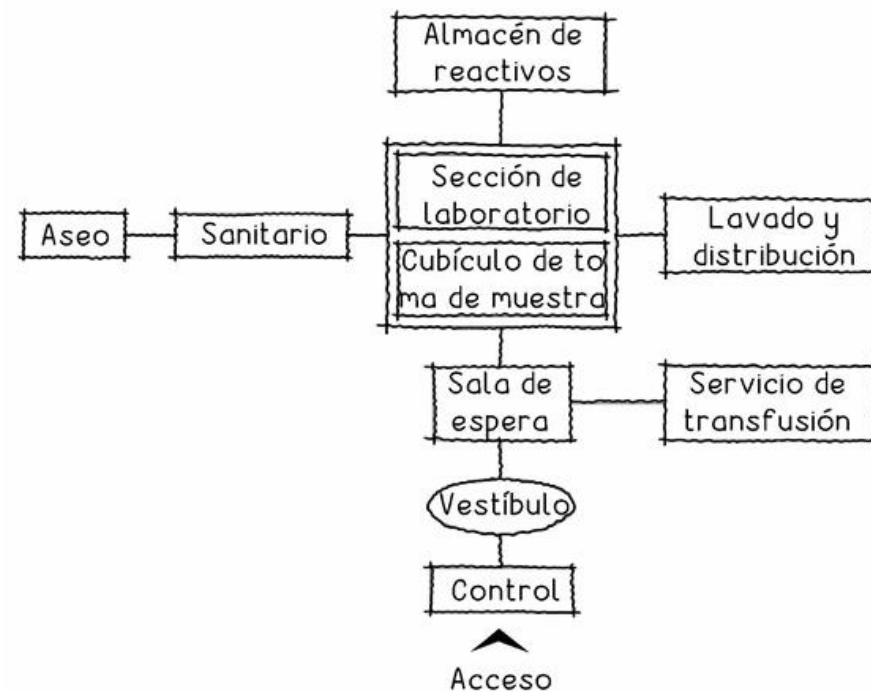 Almacén de
reactivos
Sección de
laboratorio
Aseo
Sanitario
Lavado y
distribución
Cubículo de to
ma de muestra
Sala de
espera
Servicio de
transfusión
Vestíbulo
Control
Acceso